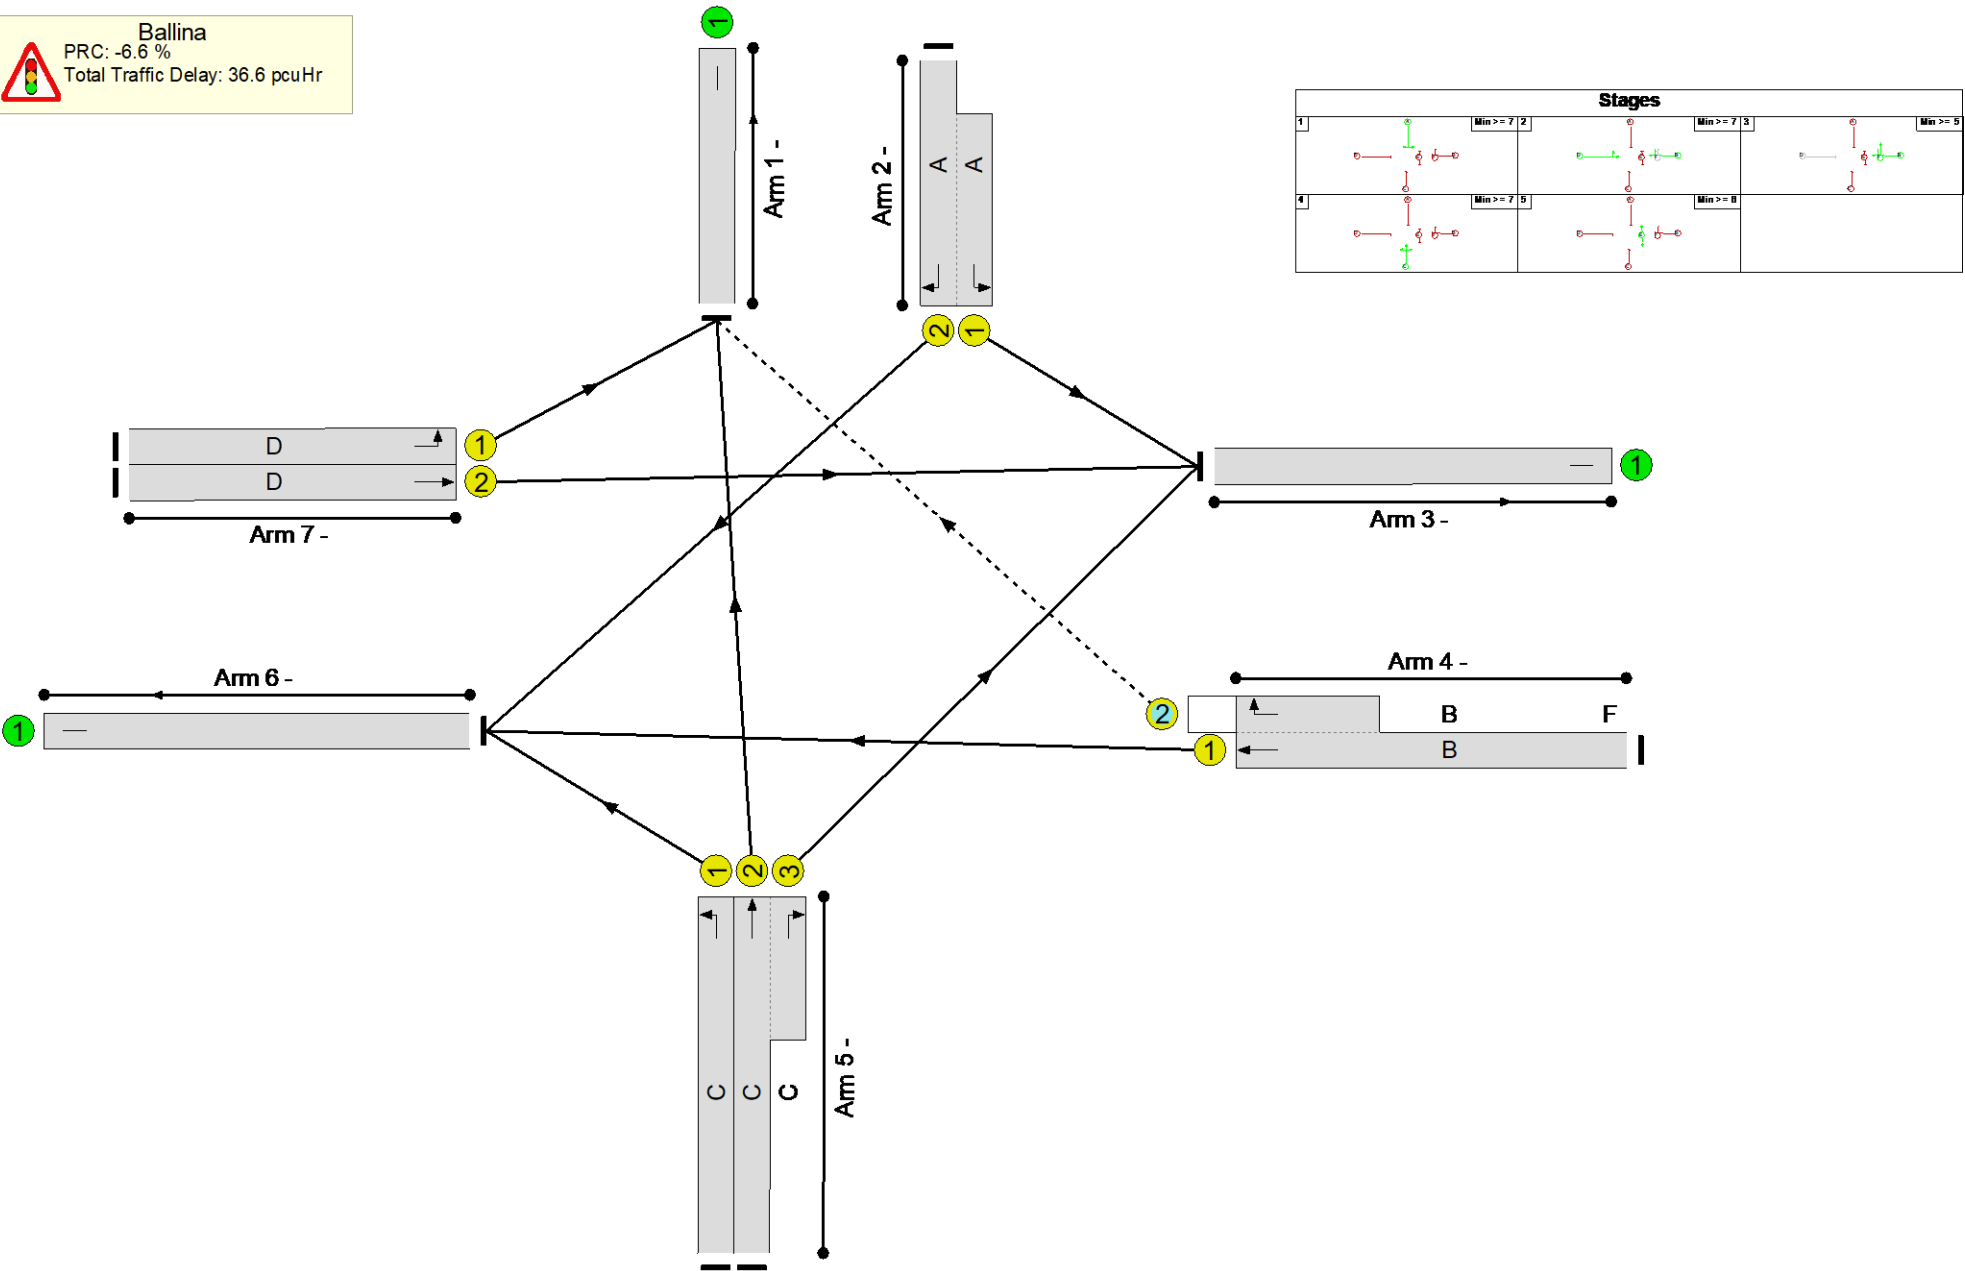 Ballina
PRC: -6.6 %
Total Traffic Delay: 36.6 pcuHr
1
Arm 1 -
Arm 2 -
A
A
2
1
Stages
1
Min >= 7
2
Min >= 7
3
Min >= 5
4
Min >= 7
5
Min >= 8
D
1
D
2
Arm 7 -
1
Arm 3 -
Arm 6 -
1
Arm 4 -
2
B
F
1
B
1
2
3
C
C
C
Arm 5 -